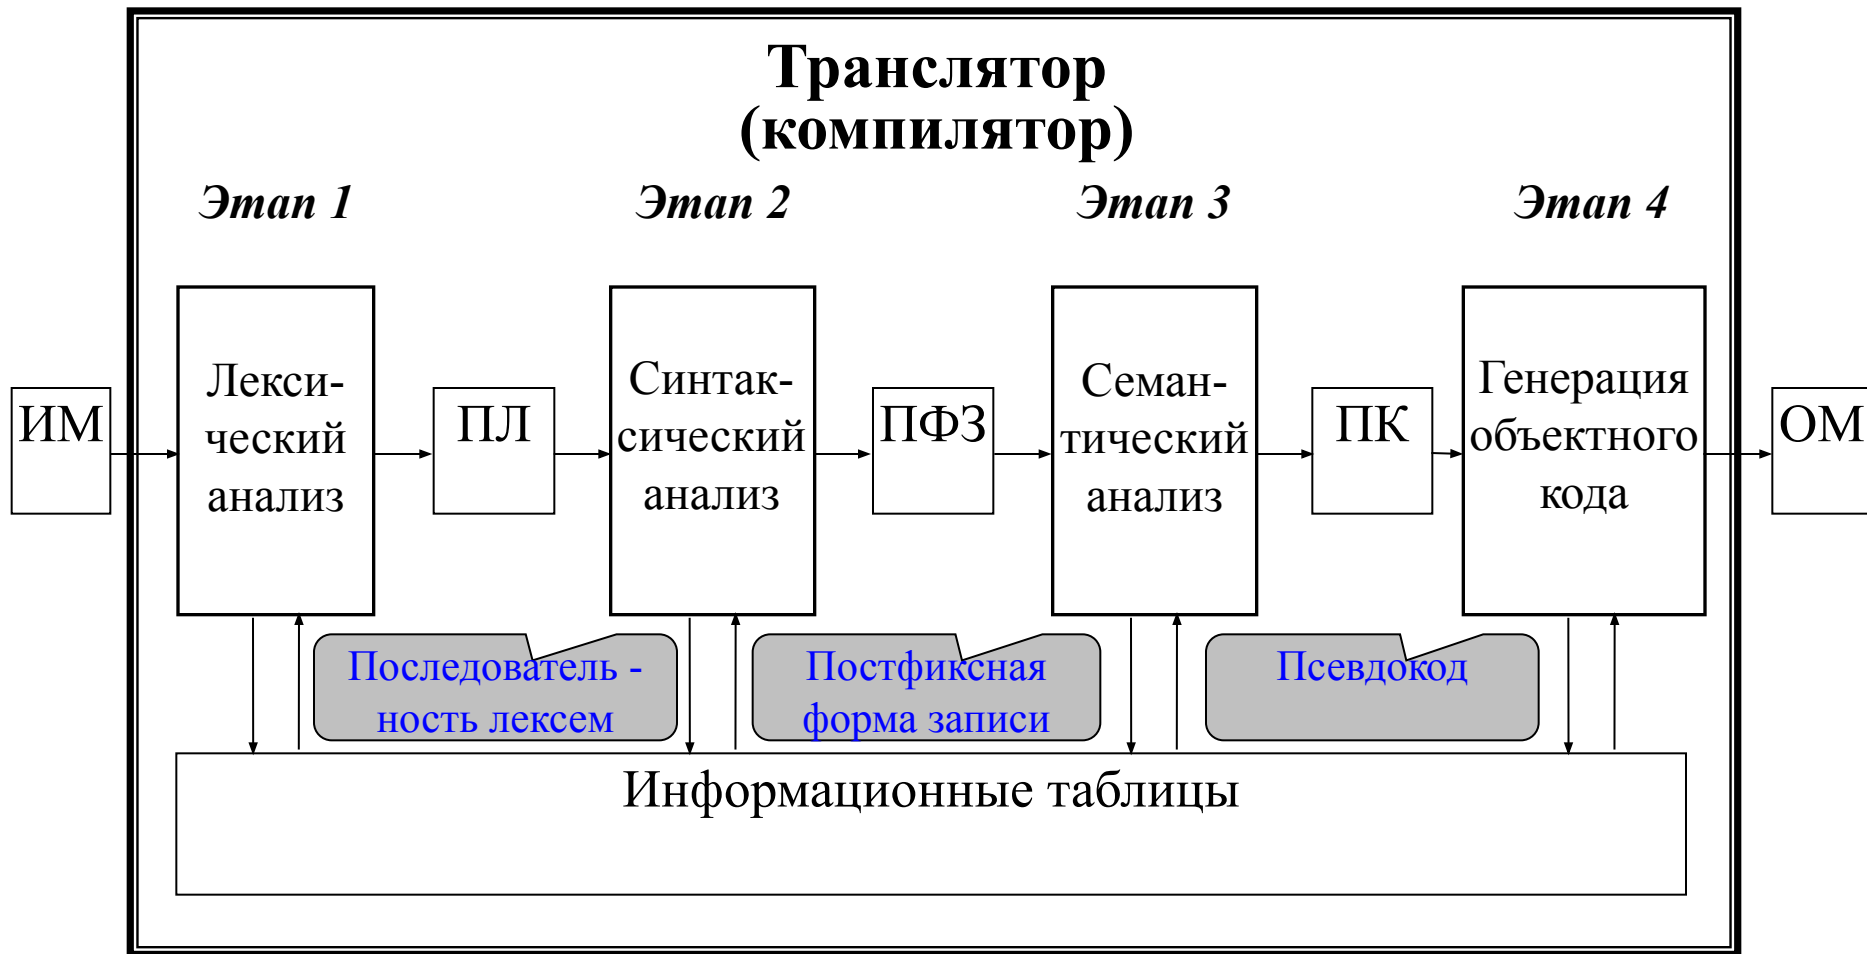 Транслятор
(компилятор)
Этап 1
Этап 2
Этап 3
Этап 4
ИМ
Лекси-
ческий
анализ
ПЛ
Синтак-
сический
анализ
ПФЗ
Семан-
тический
анализ
ПК
Генерация
объектного
кода
ОМ
Последователь -
ность лексем
Постфиксная
форма записи
Псевдокод
Информационные таблицы